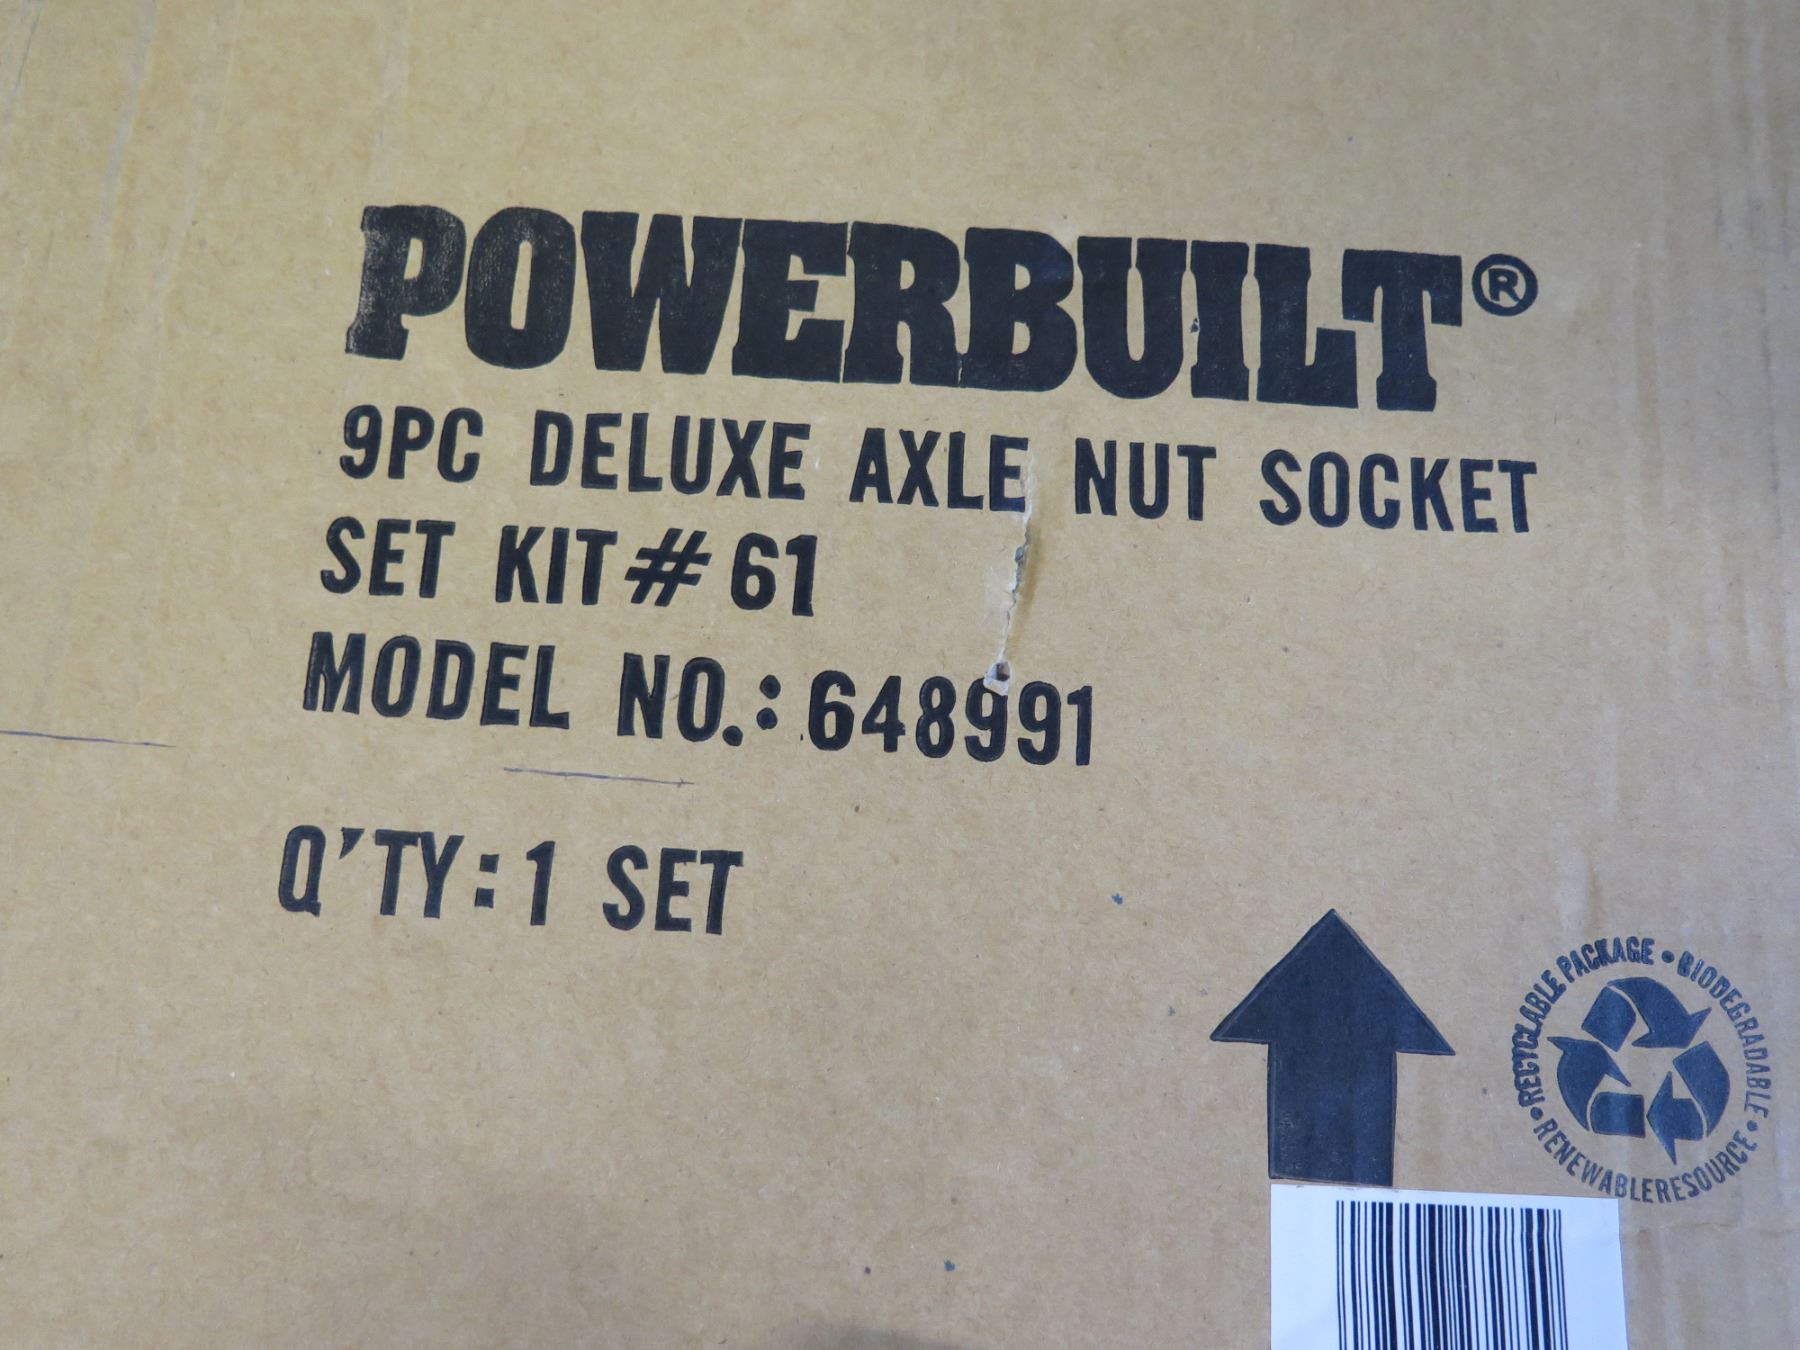 POWERBUILT®
9PC DELUXE AXLE NUT SOCKET
SET KIT # 61
MODEL NO.: 648991
Q'TY: 1 SET
• RECYCLABLE PACKAGE • BIODEGRADABLE • RENEWABLERESOURCE